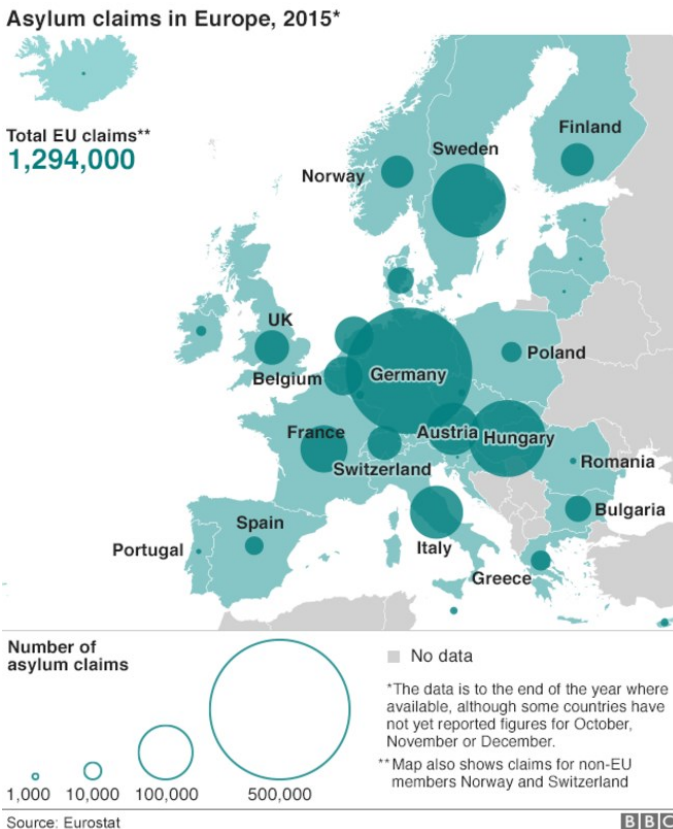 Asylum claims in Europe, 2015*
Total EU claims**
1,294,000
Finland
Sweden
Norway
UK
Poland
Belgium
Germany
France
Austria
Hungary
Switzerland
Romania
Bulgaria
Spain
Portugal
Italy
Greece
Number of
asylum claims
1,000
10,000
100,000
500,000
No data
*The data is to the end of the year where
available, although some countries have
not yet reported figures for October,
November or December.
**Map also shows claims for non-EU
members Norway and Switzerland
Source: Eurostat
BBC